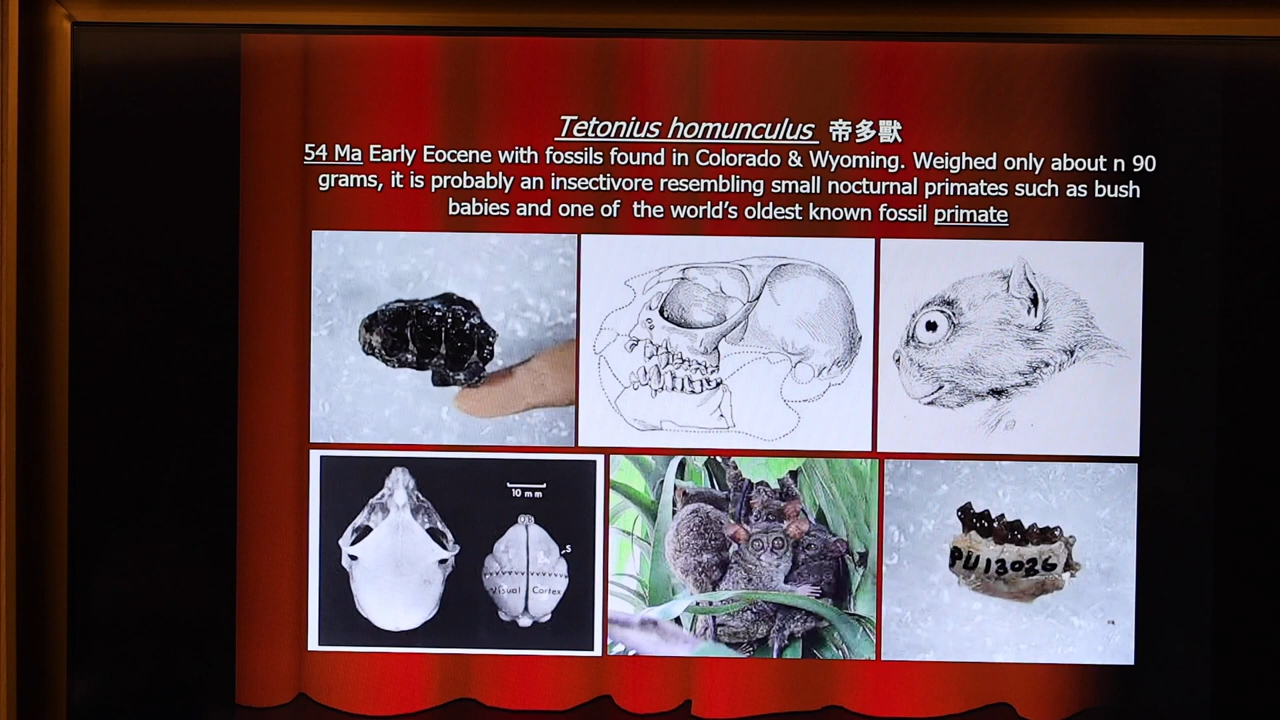 Tetonius homunculus 帝多獸
54 Ma Early Eocene with fossils found in Colorado & Wyoming. Weighed only about n 90
grams, it is probably an insectivore resembling small nocturnal primates such as bush
babies and one of the world's oldest known fossil primate
10 mm
Ob
S
Visual Cortex
PU13026